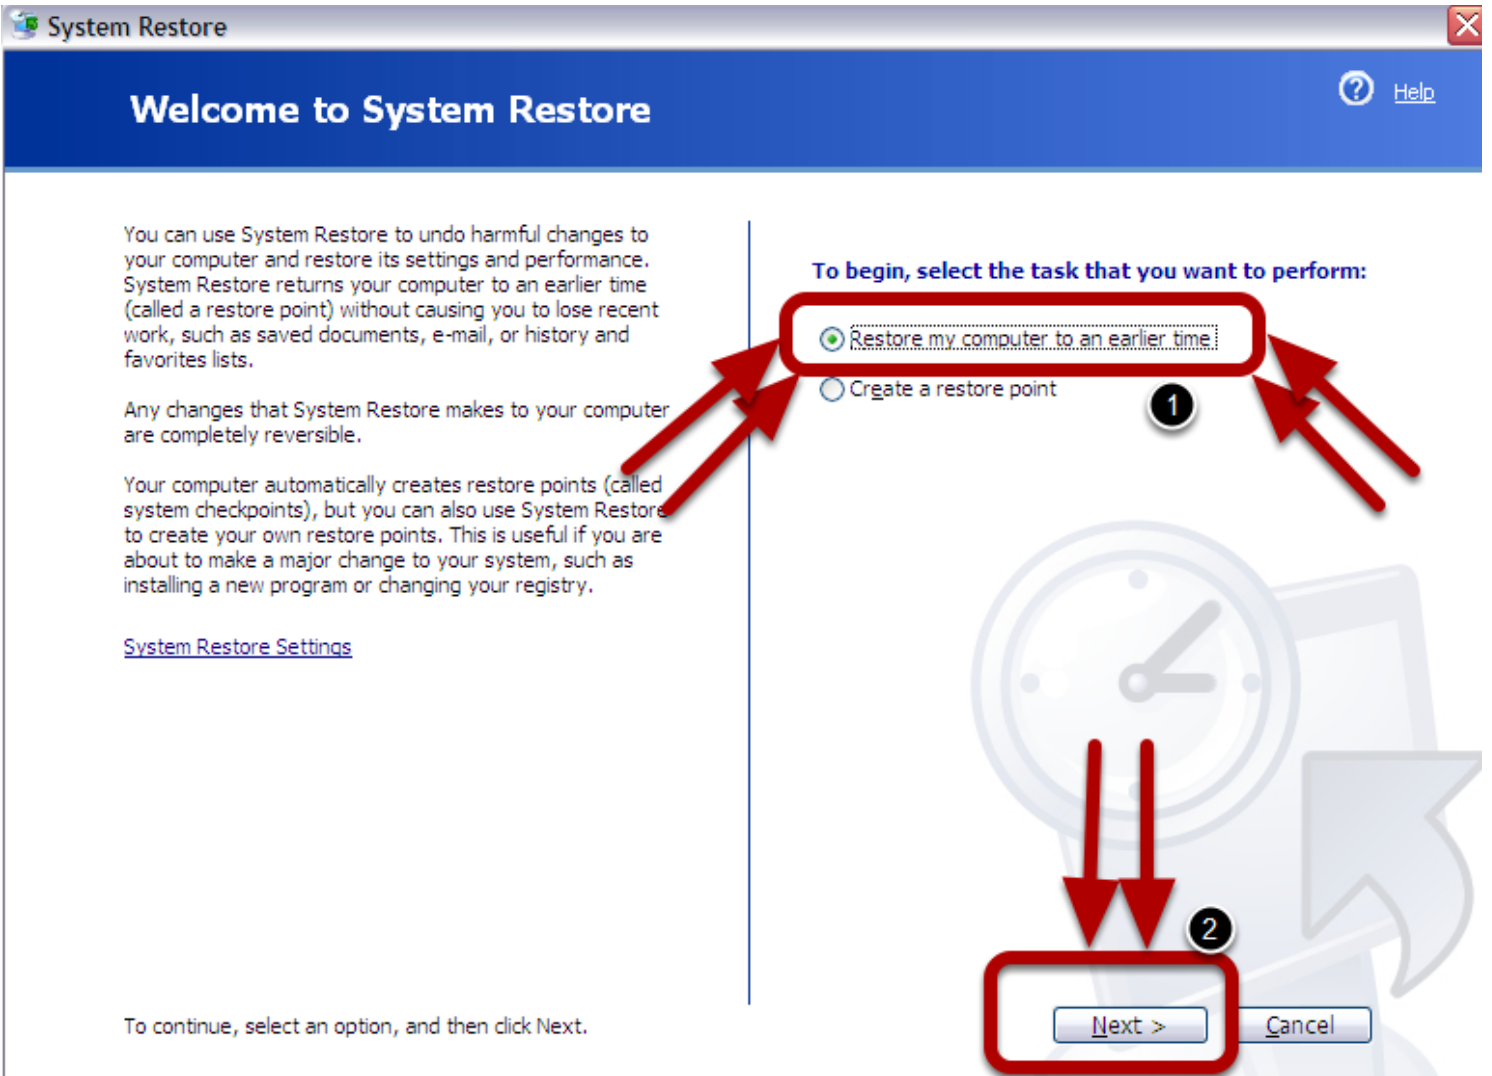 System Restore
Welcome to System Restore
Help
You can use System Restore to undo harmful changes to
your computer and restore its settings and performance.
System Restore returns your computer to an earlier time
(called a restore point) without causing you to lose recent
work, such as saved documents, e-mail, or history and
favorites lists.
Any changes that System Restore makes to your computer
are completely reversible.
Your computer automatically creates restore points (called
system checkpoints), but you can also use System Restore
to create your own restore points. This is useful if you are
about to make a major change to your system, such as
installing a new program or changing your registry.
System Restore Settings
To begin, select the task that you want to perform:
Restore my computer to an earlier time
Create a restore point
1
2
To continue, select an option, and then click Next.
Next >
Cancel